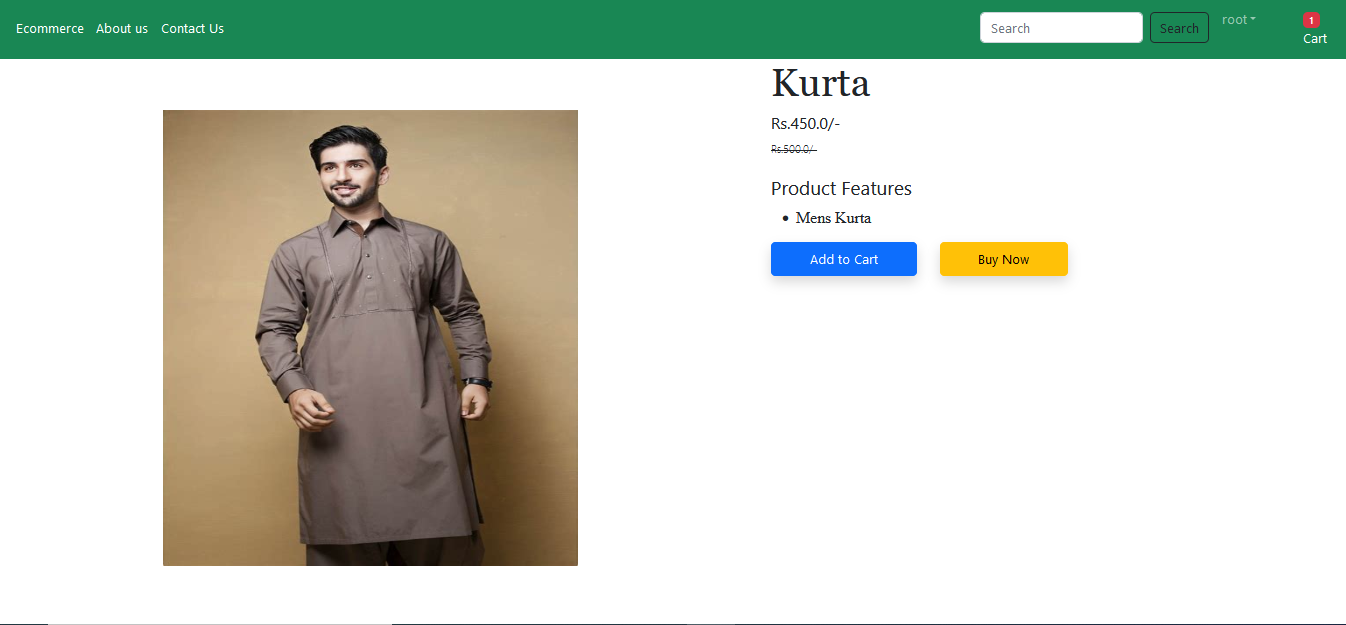 Ecommerce About us Contact Us Search Search root 1
Cart
Kurta
Rs.450.0/-
Rs.500.0/-
Product Features
• Mens Kurta
Add to Cart Buy Now